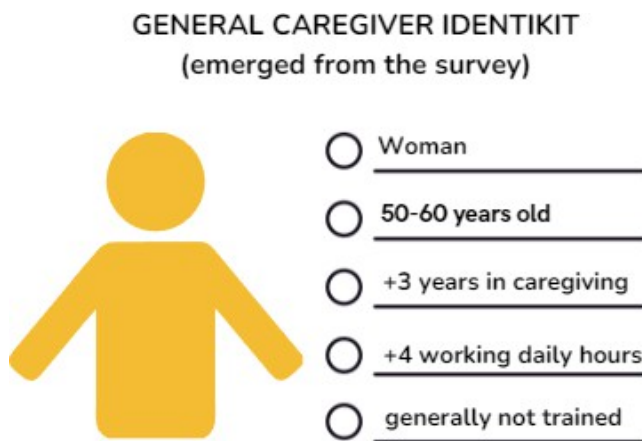 GENERAL CAREGIVER IDENTIKIT
(emerged from the survey)
Woman
50-60 years old
+3 years in caregiving
+4 working daily hours
generally not trained